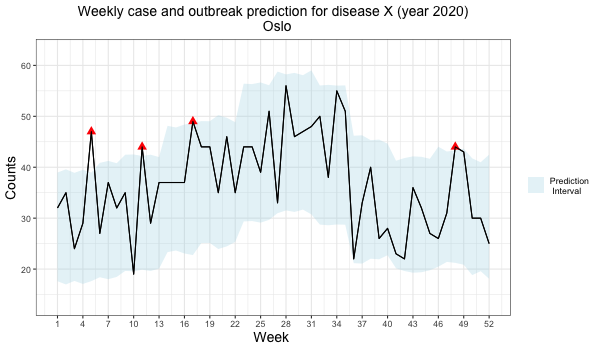 Weekly case and outbreak prediction for disease X (year 2020)
Oslo
Counts
60
50
40
30
20
1 4 7 10 13 16 19 22 25 28 31 34 37 40 43 46 49 52
Week
Prediction
Interval